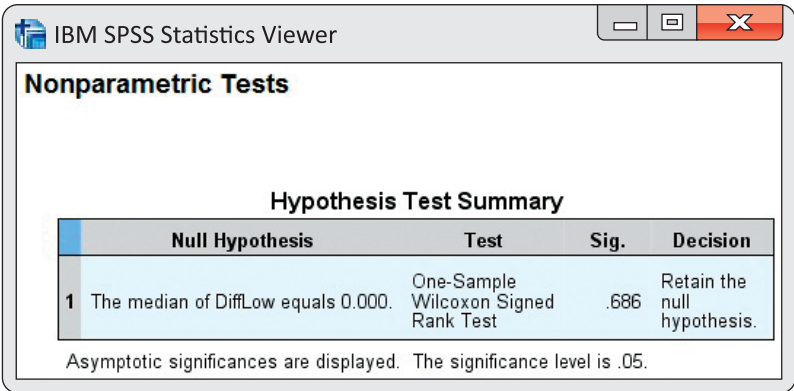 IBM SPSS Statistics Viewer
Nonparametric Tests
Hypothesis Test Summary
Null Hypothesis Test Sig. Decision
1 The median of DiffLow equals 0.000. One-Sample Wilcoxon Signed Rank Test .686 Retain the null hypothesis.
Asymptotic significances are displayed. The significance level is .05.